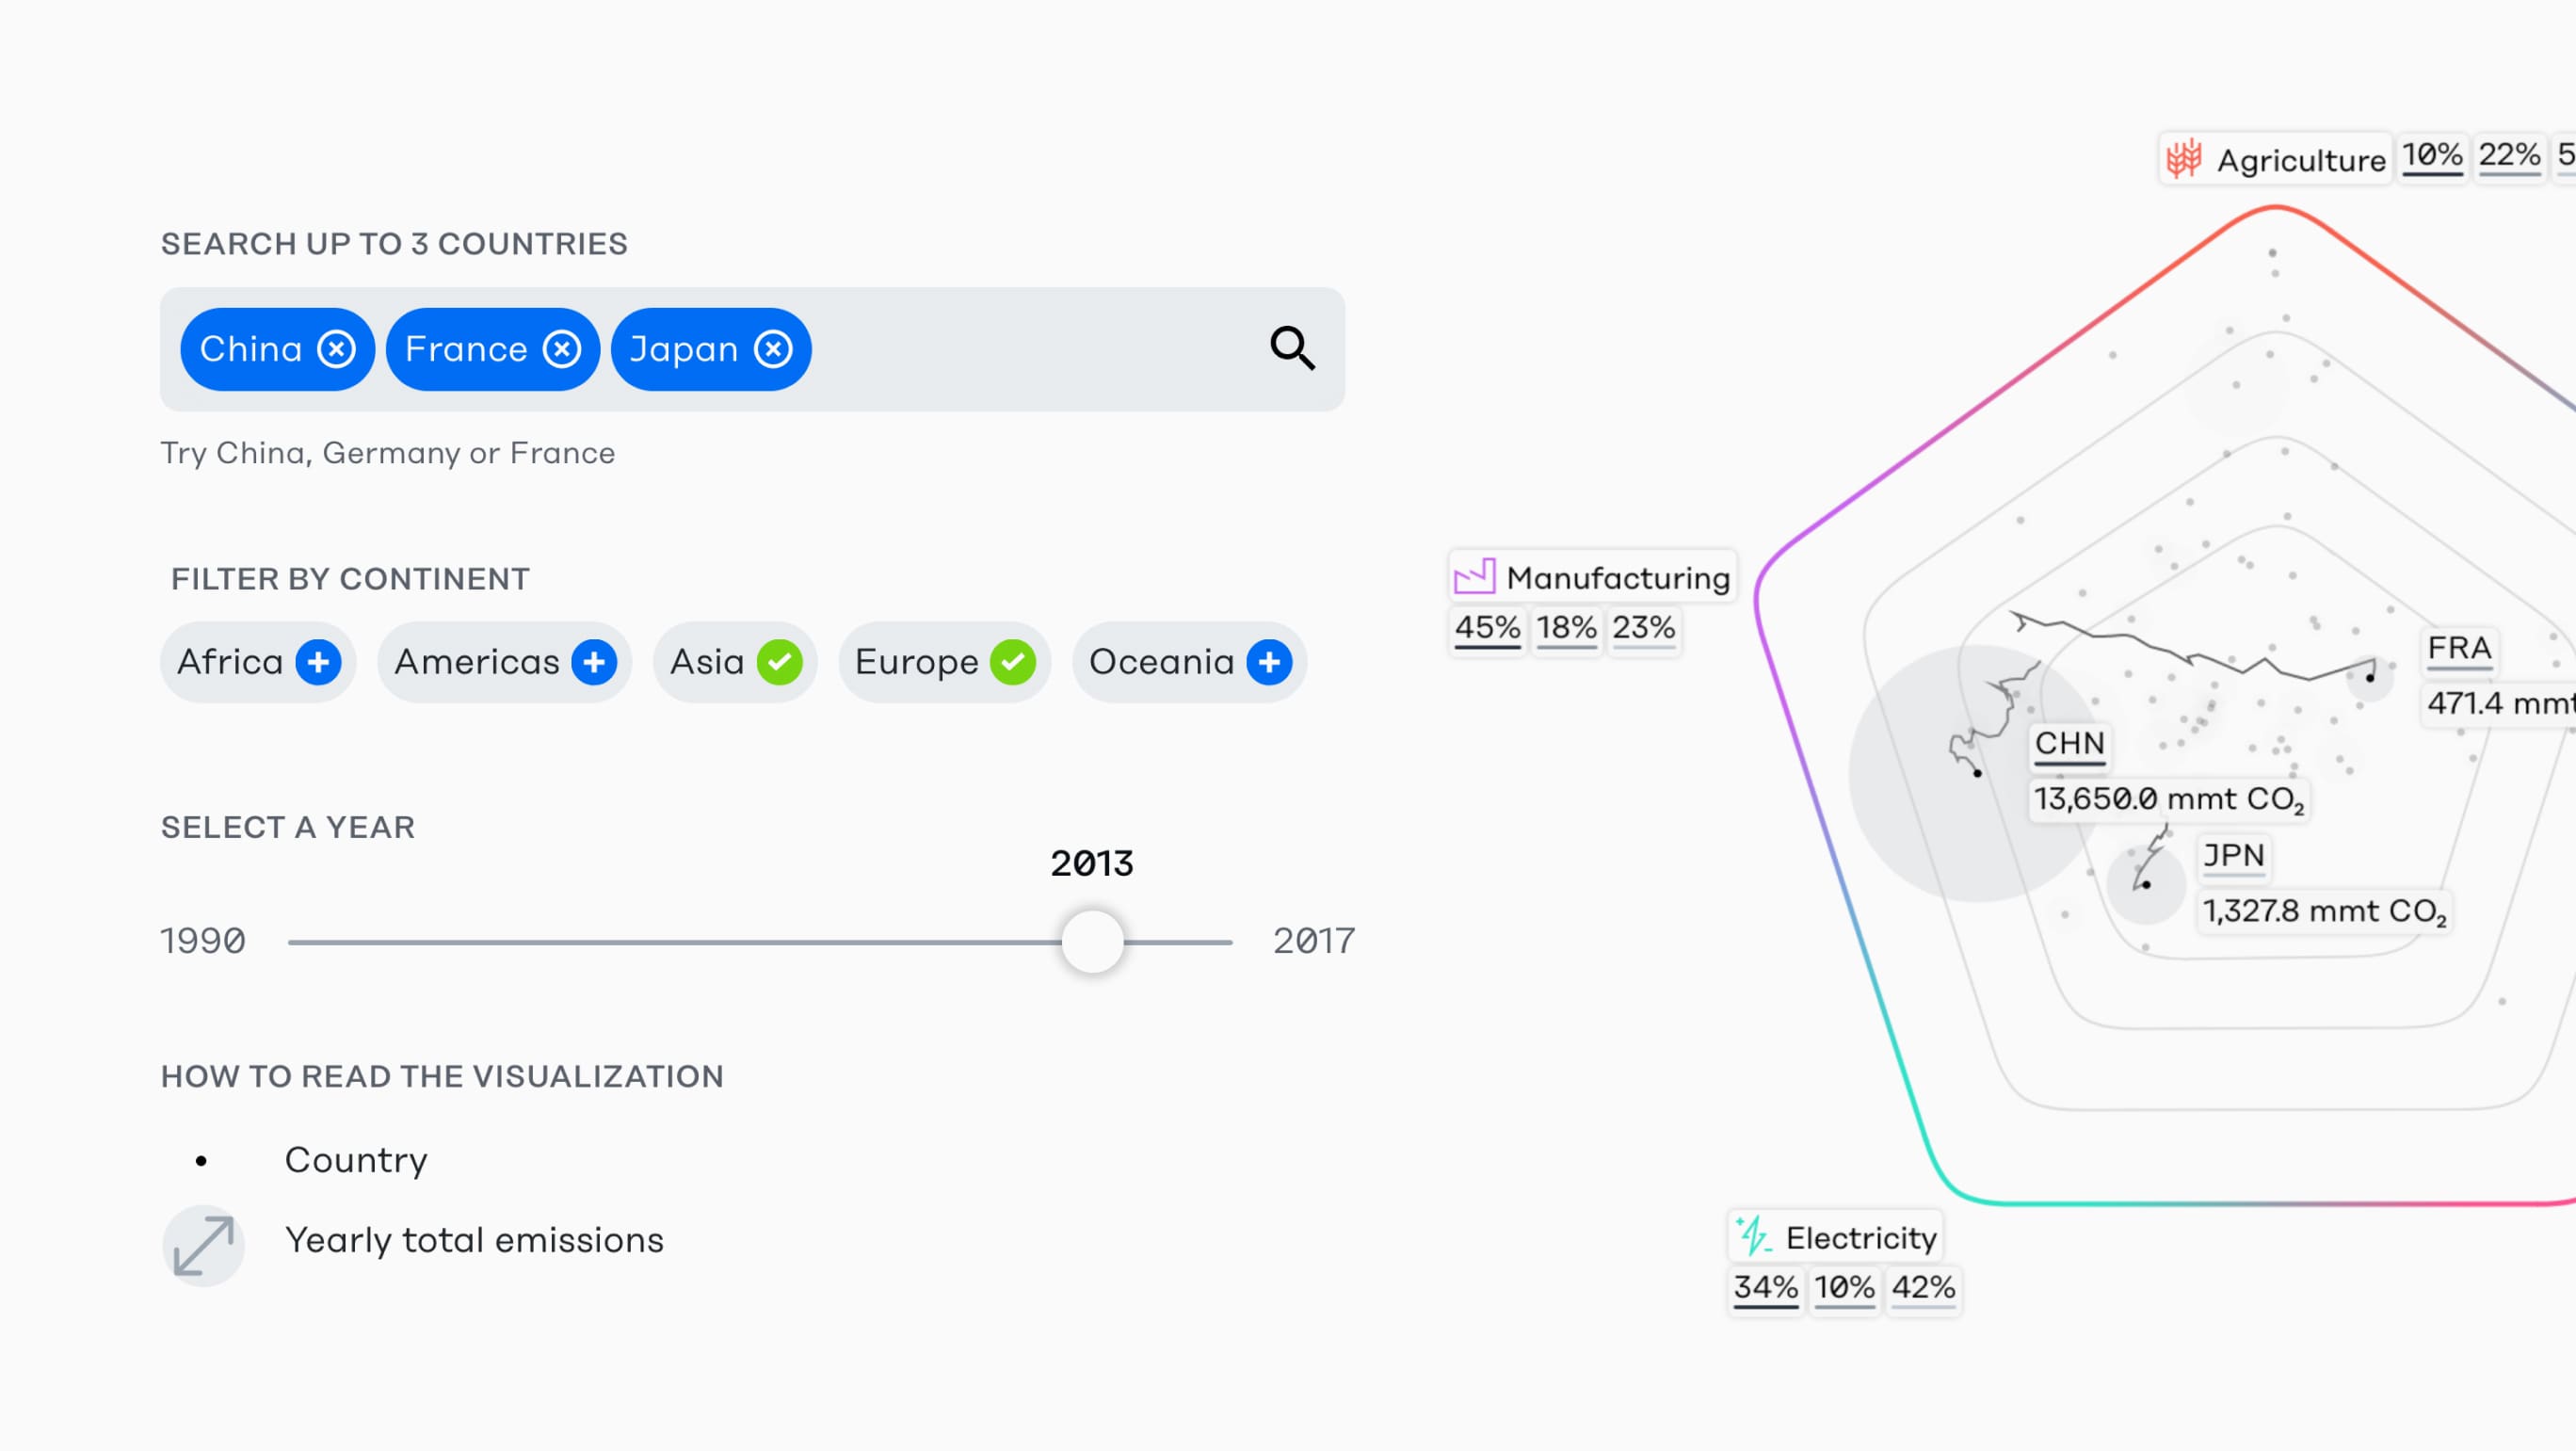 SEARCH UP TO 3 COUNTRIES
China France Japan
Try China, Germany or France
FILTER BY CONTINENT
Africa Americas Asia Europe Oceania
SELECT A YEAR
2013
1990 2017
HOW TO READ THE VISUALIZATION
Country
Yearly total emissions
Agriculture 10% 22% 5
Manufacturing
45% 18% 23%
FRA
471.4 mmt
CHN
13,650.0 mmt CO₂
JPN
1,327.8 mmt CO₂
Electricity
34% 10% 42%